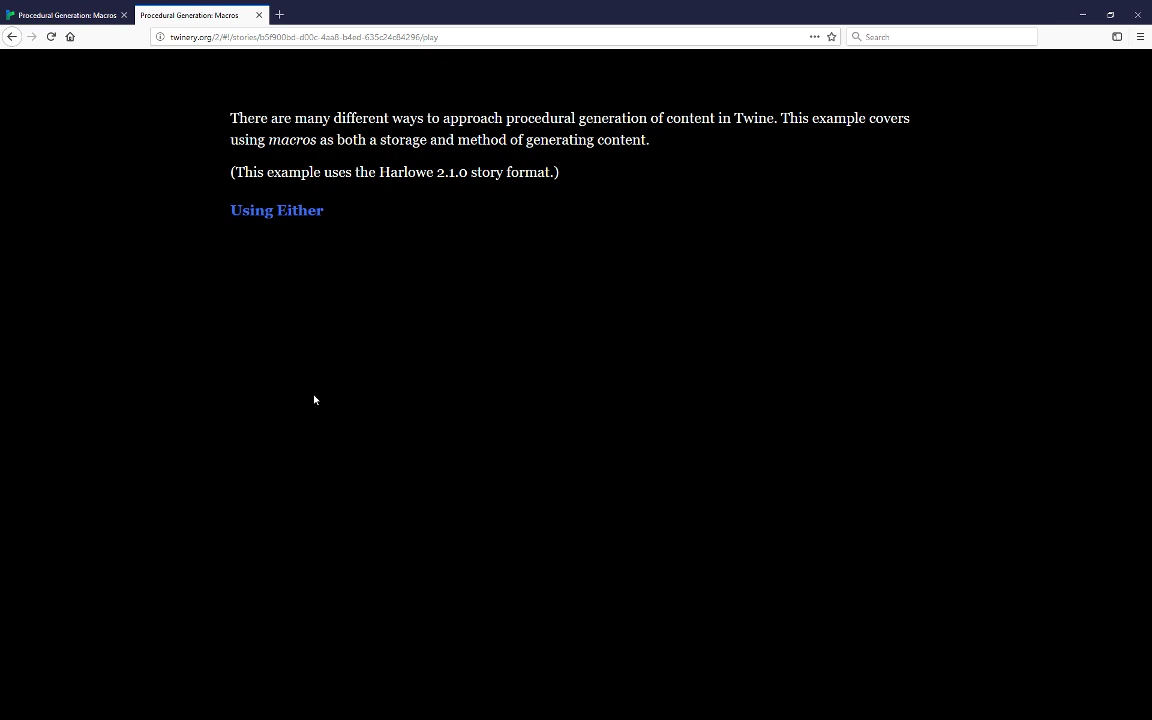 Procedural Generation: Macros
Procedural Generation: Macros
twinery.org/2/#!/stories/b5f900bd-d00c-4aa8-b4ed-635c24c84296/play
Search
There are many different ways to approach procedural generation of content in Twine. This example covers
using macros as both a storage and method of generating content.
(This example uses the Harlowe 2.1.0 story format.)
Using Either